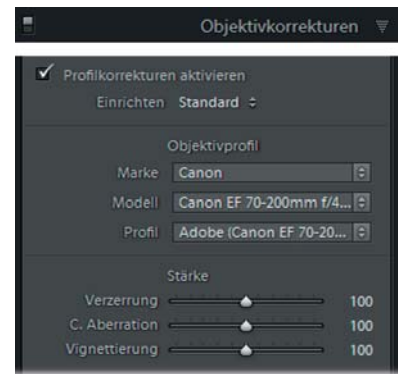 Objektivkorrekturen
Profilkorrekturen aktivieren
Einrichten Standard
Objektivprofil
Marke Canon
Modell Canon EF 70-200mm f/4...
Profil Adobe (Canon EF 70-20...
Stärke
Verzerrung 100
C. Aberration 100
Vignettierung 100